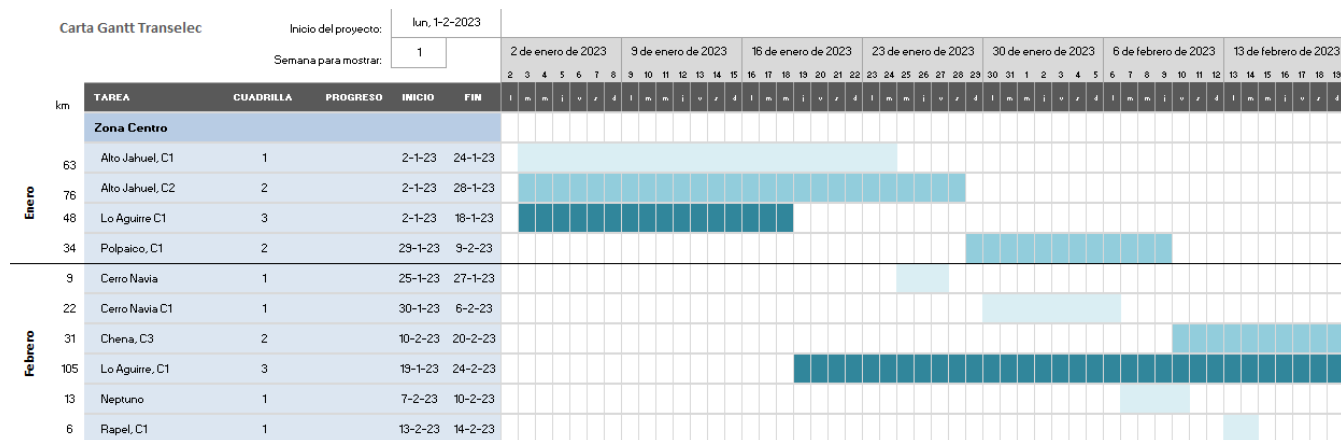 Carta Gantt Transelec Inicio del proyecto: lun, 1-2-2023
Semana para mostrar: 1
2 de enero de 2023 9 de enero de 2023 16 de enero de 2023 23 de enero de 2023 30 de enero de 2023 6 de febrero de 2023 13 de febrero de 2023
2 3 4 5 6 7 8 9 10 11 12 13 14 15 16 17 18 19 20 21 22 23 24 25 26 27 28 29 30 31 1 2 3 4 5 6 7 8 9 10 11 12 13 14 15 16 17 18 19
km TAREA CUADRILLA PROGRESO INICIO FIN l m m j v s d l m m j v s d l m m j v s d l m m j v s d l m m j v s d l m m j v s d l m m j v s d
Zona Centro
Enero
63 Alto Jahuel, C1 1 2-1-23 24-1-23
76 Alto Jahuel, C2 2 2-1-23 28-1-23
48 Lo Aguirre C1 3 2-1-23 18-1-23
34 Polpaico, C1 2 29-1-23 9-2-23
Febrero
9 Cerro Navia 1 25-1-23 27-1-23
22 Cerro Navia C1 1 30-1-23 6-2-23
31 Chena, C3 2 10-2-23 20-2-23
105 Lo Aguirre, C1 3 19-1-23 24-2-23
13 Neptuno 1 7-2-23 10-2-23
6 Rapel, C1 1 13-2-23 14-2-23